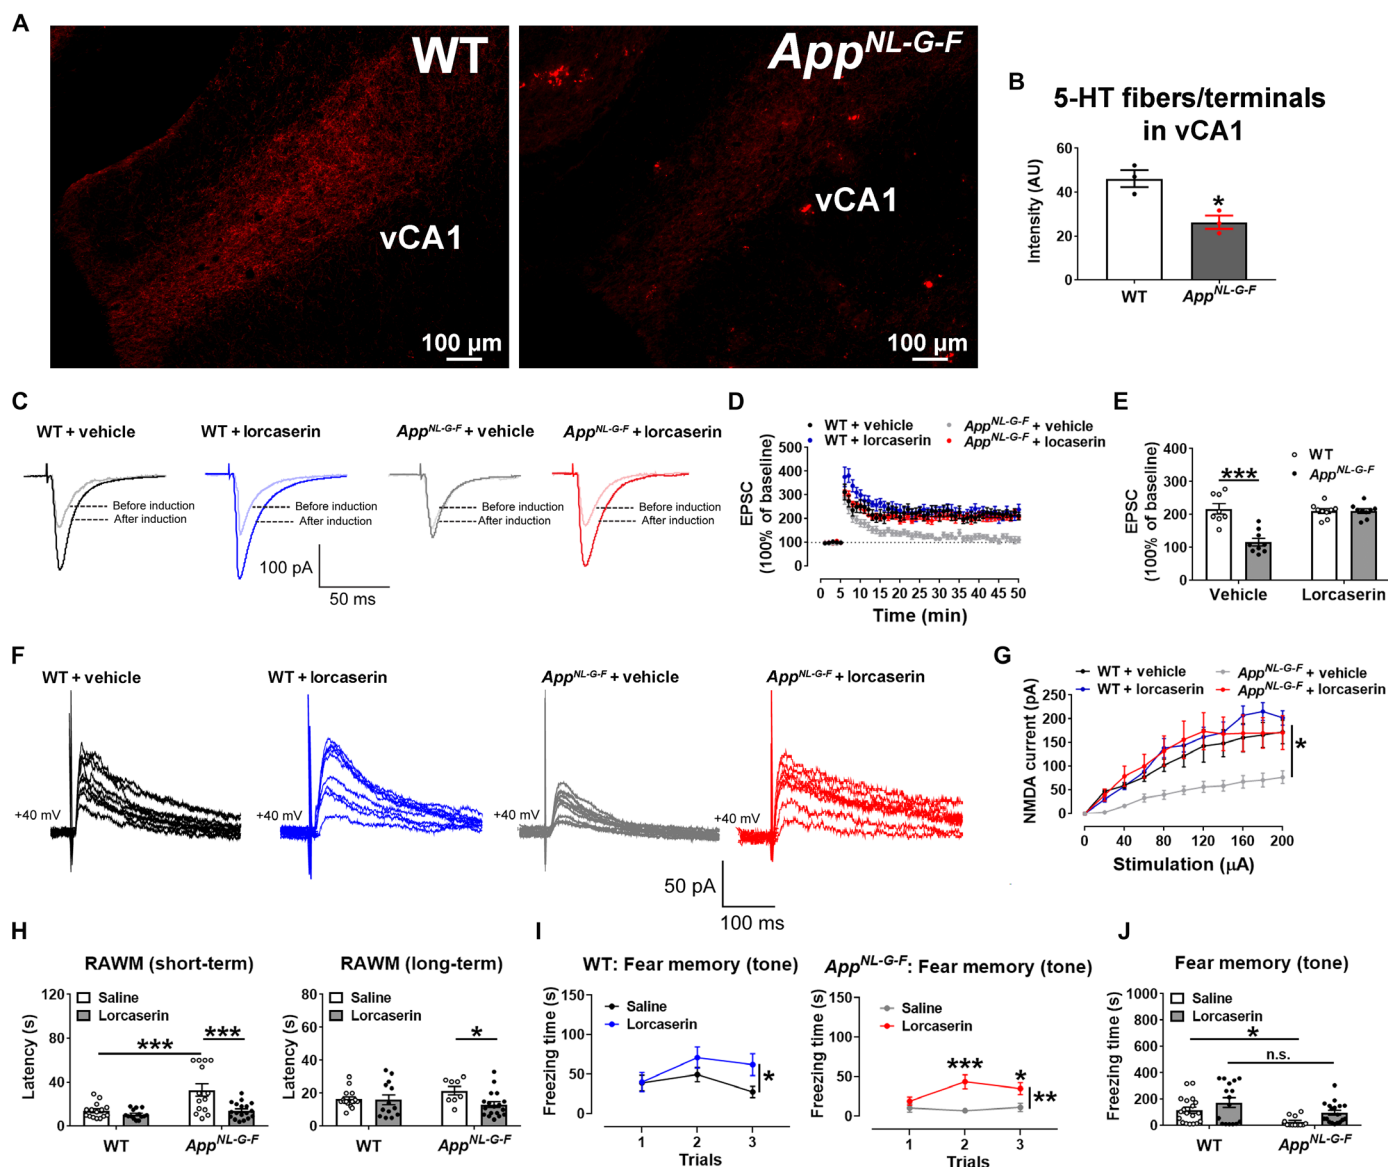 A
WT
App^NL-G-F
vCA1
vCA1
100 µm
100 µm
B
5-HT fibers/terminals
in vCA1
Intensity (AU)
60
40
20
0
*
WT
App^NL-G-F
C
WT + vehicle
WT + lorcaserin
App^NL-G-F + vehicle
App^NL-G-F + lorcaserin
Before induction
After induction
Before induction
After induction
Before induction
After induction
Before induction
After induction
100 pA
50 ms
D
WT + vehicle
WT + lorcaserin
App^NL-G-F + vehicle
App^NL-G-F + locaserin
EPSC
(100% of baseline)
500
400
300
200
100
0
0 5 10 15 20 25 30 35 40 45 50
Time (min)
E
WT
App^NL-G-F
EPSC
(100% of baseline)
400
300
200
100
0
***
Vehicle
Lorcaserin
F
WT + vehicle
WT + lorcaserin
App^NL-G-F + vehicle
App^NL-G-F + lorcaserin
+40 mV
+40 mV
+40 mV
+40 mV
50 pA
100 ms
G
WT + vehicle
WT + lorcaserin
App^NL-G-F + vehicle
App^NL-G-F + lorcaserin
NMDA current (pA)
250
200
150
100
50
0
*
0 40 80 120 160 200
Stimulation (µA)
H
RAWM (short-term)
Latency (s)
120
80
40
0
Saline
Lorcaserin
***
***
WT
App^NL-G-F
RAWM (long-term)
Latency (s)
80
60
40
20
0
Saline
Lorcaserin
*
WT
App^NL-G-F
I
WT: Fear memory (tone)
Freezing time (s)
150
100
50
0
Saline
Lorcaserin
*
1 2 3
Trials
App^NL-G-F: Fear memory (tone)
Freezing time (s)
150
100
50
0
Saline
Lorcaserin
***
*
**
1 2 3
Trials
J
Fear memory (tone)
Freezing time (s)
1000
800
600
400
200
0
Saline
Lorcaserin
*
n.s.
WT
App^NL-G-F